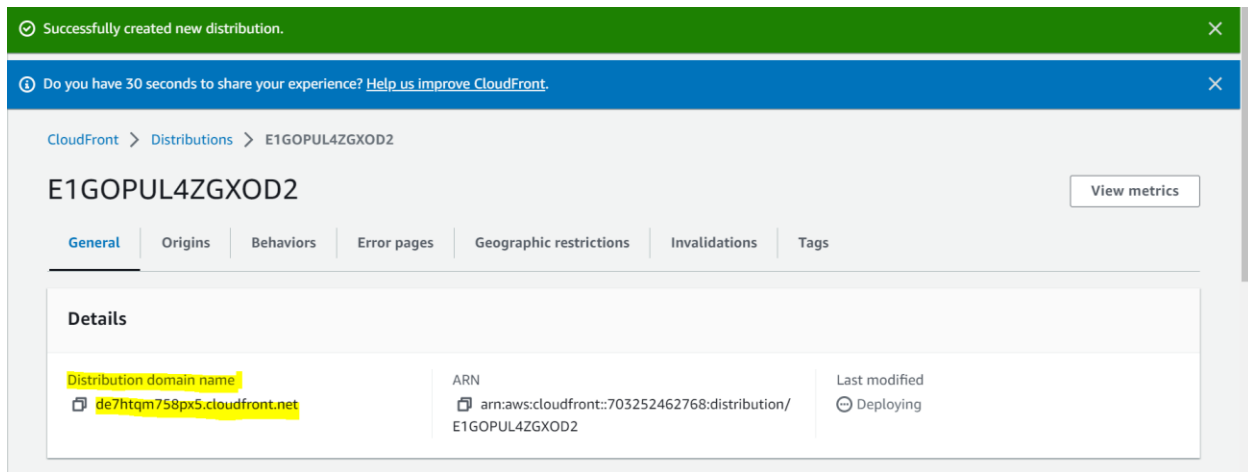 Successfully created new distribution.
Do you have 30 seconds to share your experience? Help us improve CloudFront.
CloudFront > Distributions > E1GOPUL4ZGXOD2
E1GOPUL4ZGXOD2
View metrics
General Origins Behaviors Error pages Geographic restrictions Invalidations Tags
Details
Distribution domain name
de7htqm758px5.cloudfront.net
ARN
arn:aws:cloudfront::703252462768:distribution/
E1GOPUL4ZGXOD2
Last modified
Deploying